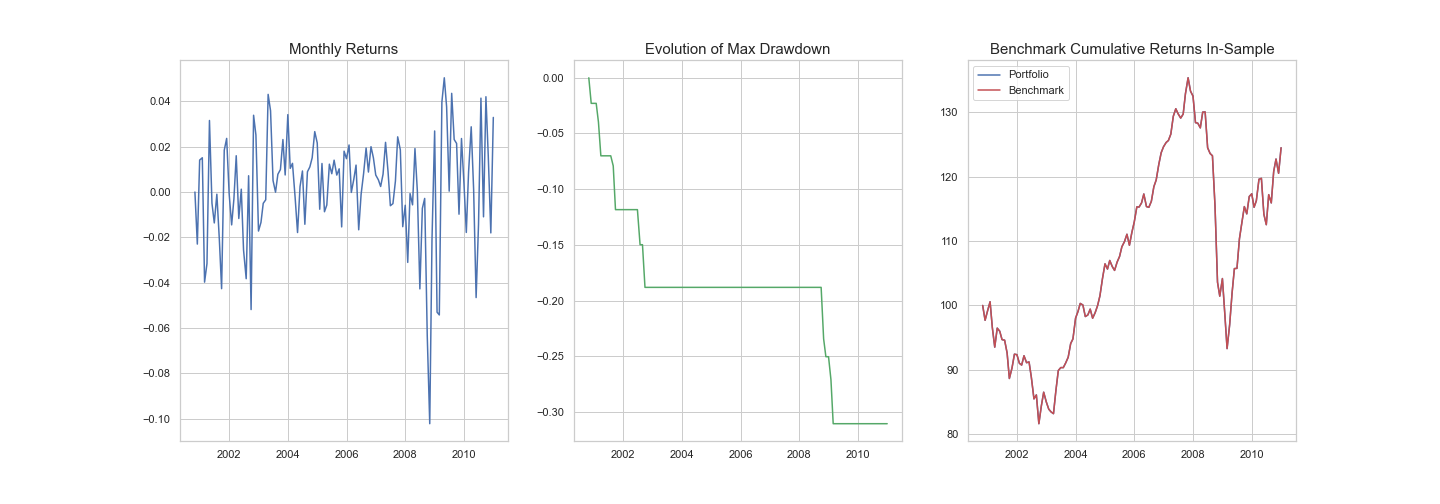 Monthly Returns
0.04
0.02
0.00
−0.02
−0.04
−0.06
−0.08
−0.10
2002 2004 2006 2008 2010
Evolution of Max Drawdown
0.00
−0.05
−0.10
−0.15
−0.20
−0.25
−0.30
2002 2004 2006 2008 2010
Benchmark Cumulative Returns In-Sample
Portfolio
Benchmark
130
120
110
100
90
80
2002 2004 2006 2008 2010